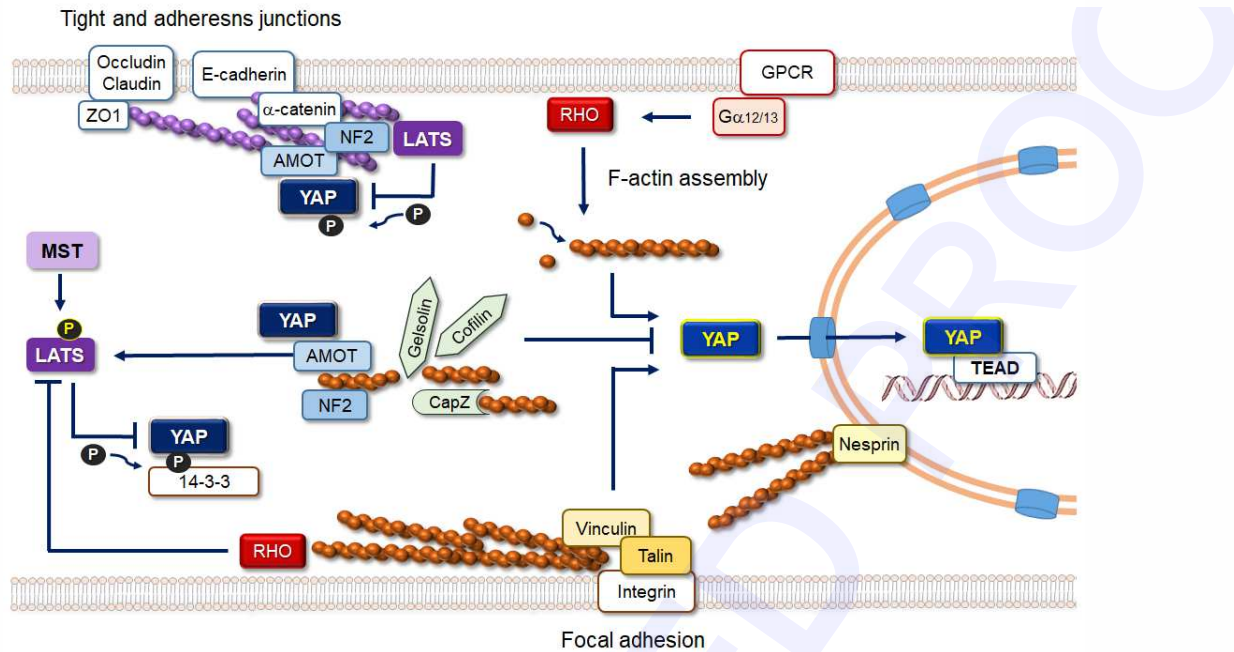 Tight and adheresns junctions
Occludin
Claudin
E-cadherin
GPCR
ZO1
α-catenin
NF2
LATS
RHO
Gα12/13
AMOT
YAP
P
P
F-actin assembly
MST
P
LATS
YAP
AMOT
NF2
Gelsolin
Cofilin
CapZ
YAP
YAP
TEAD
YAP
P
P
14-3-3
Nesprin
Vinculin
RHO
Talin
Integrin
Focal adhesion
D PROC